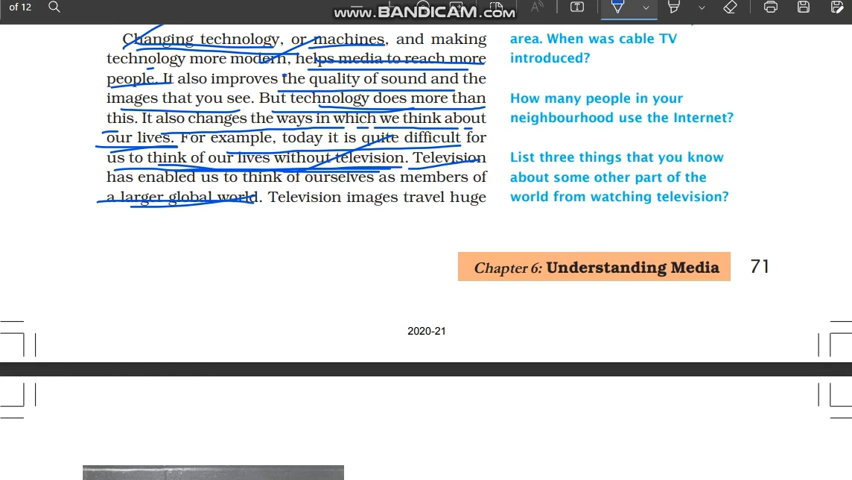 of 12
www.BANDICAM.com
Changing technology, or machines, and making
technology more modern, helps media to reach more
people. It also improves the quality of sound and the
images that you see. But technology does more than
this. It also changes the ways in which we think about
our lives. For example, today it is quite difficult for
us to think of our lives without television. Television
has enabled us to think of ourselves as members of
a larger global world. Television images travel huge
area. When was cable TV
introduced?
How many people in your
neighbourhood use the Internet?
List three things that you know
about some other part of the
world from watching television?
Chapter 6: Understanding Media 71
2020-21